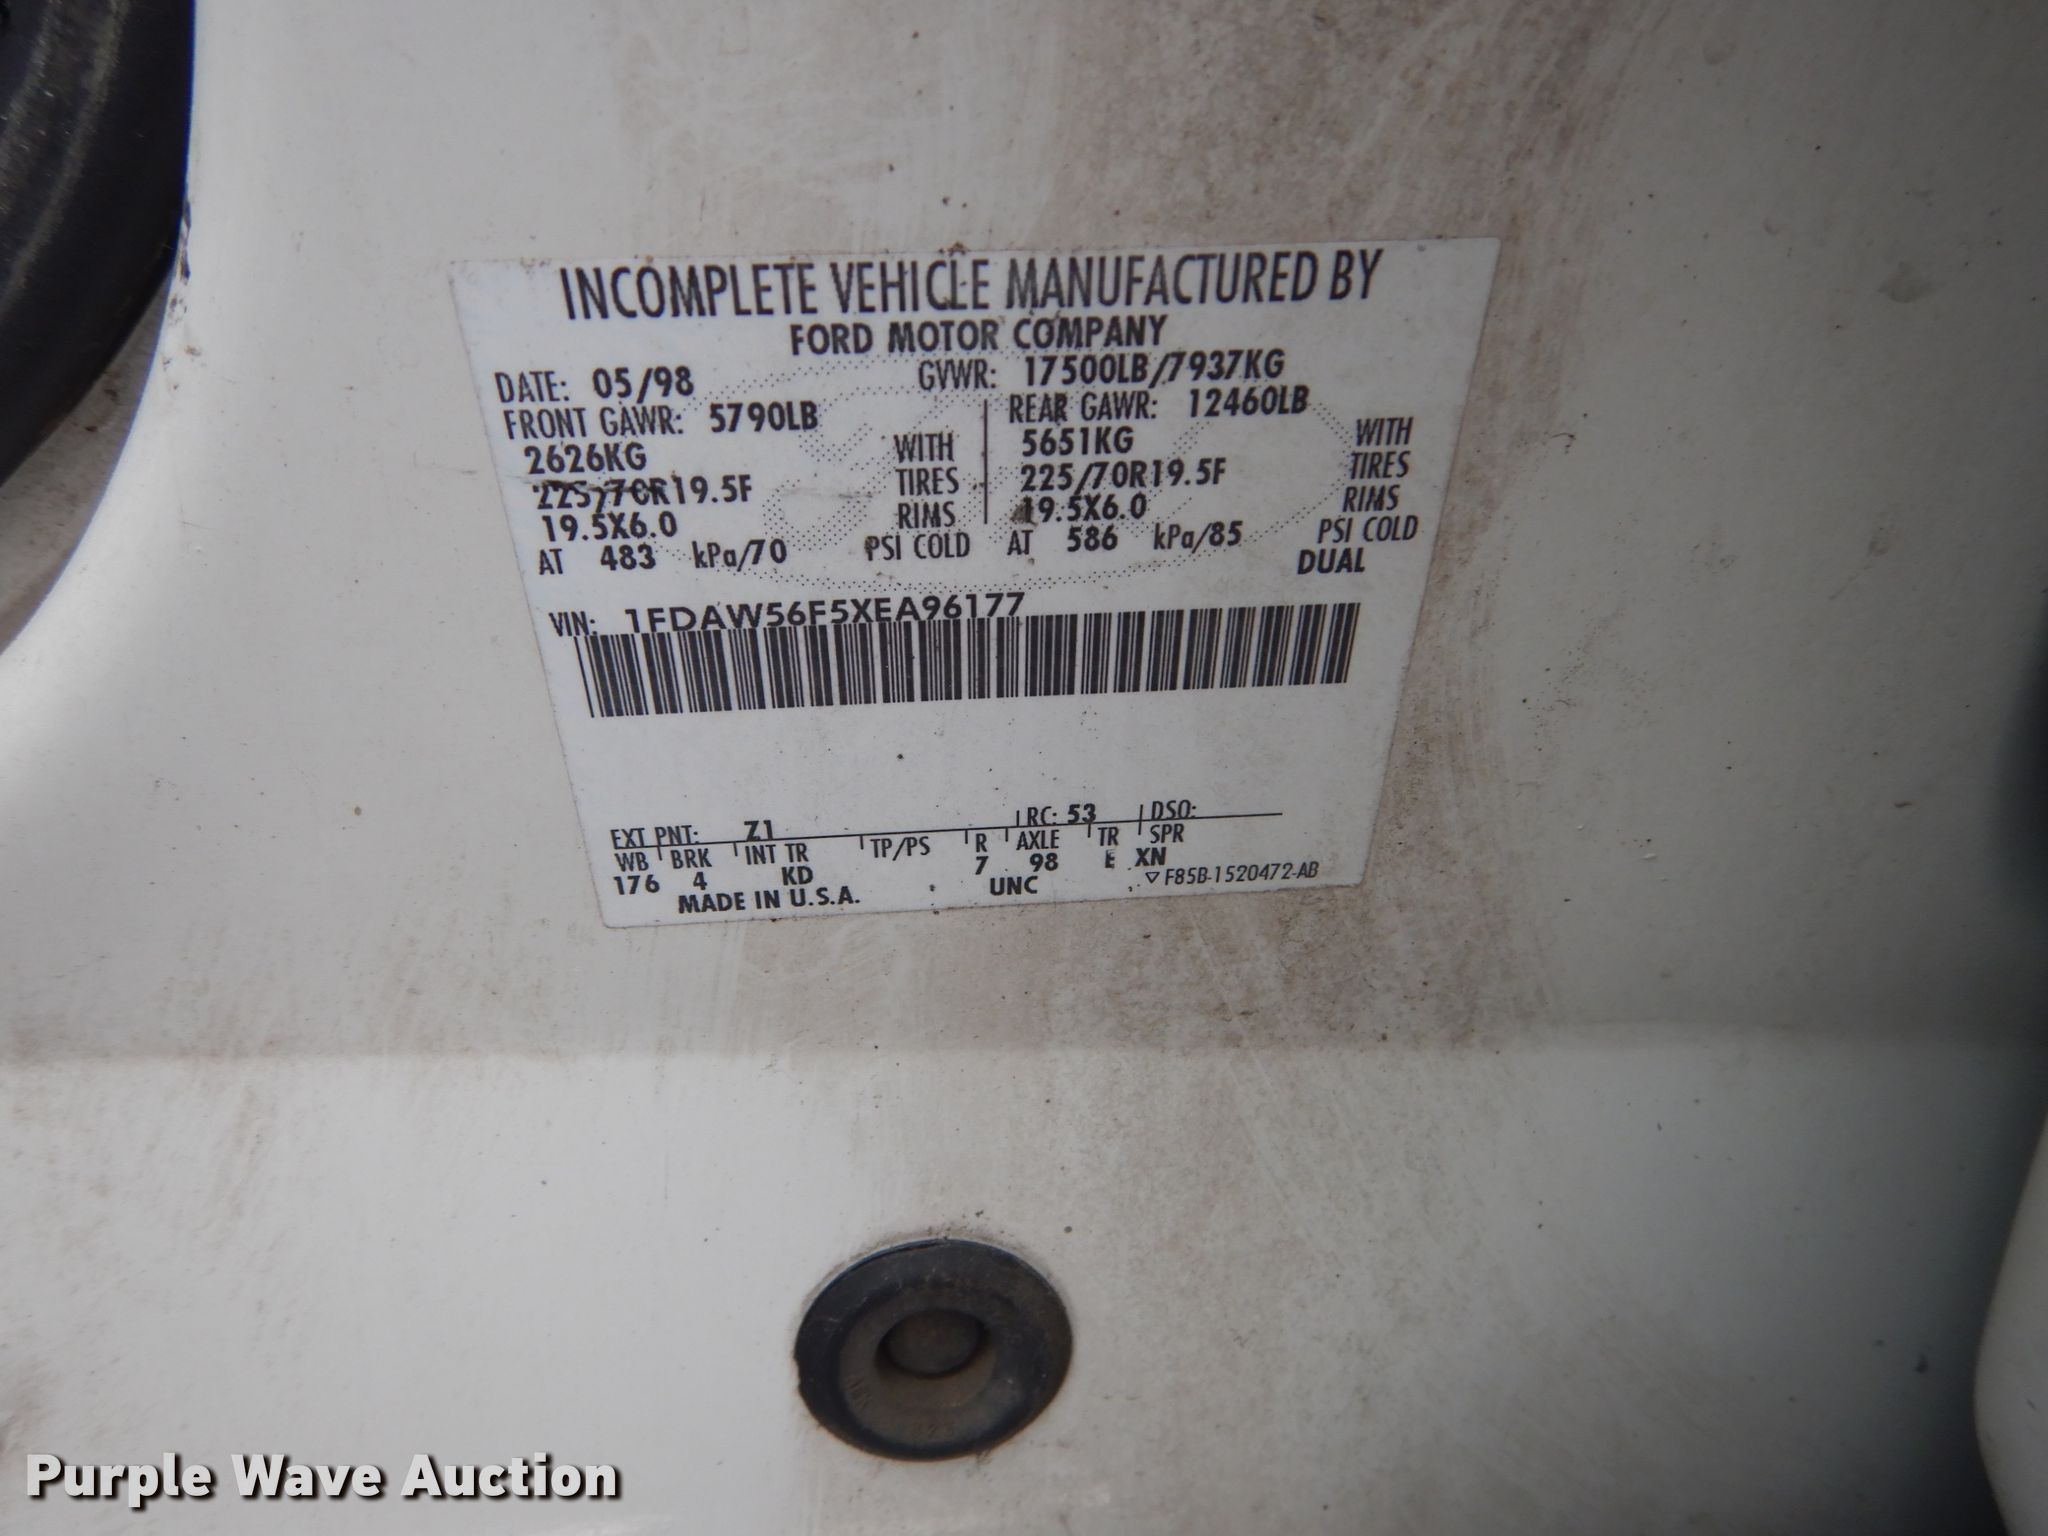 INCOMPLETE VEHICLE MANUFACTURED BY
FORD MOTOR COMPANY
DATE: 05/98 GVWR: 17500LB/7937KG
FRONT GAWR: 5790LB REAR GAWR: 12460LB
2626KG WITH 5651KG WITH
225/70R19.5F TIRES 225/70R19.5F TIRES
19.5X6.0 RIMS 19.5X6.0 RIMS
AT 483 kPa/70 PSI COLD AT 586 kPa/85 PSI COLD
DUAL
VIN: 1FDAW56F5XEA96177
EXT PNT: Z1 RC: 53 DSO:
WB BRK INT TR TP/PS R AXLE TR SPR
176 4 KD 7 98 E XN
MADE IN U.S.A. UNC ▽F85B-1520472-AB
Purple Wave Auction